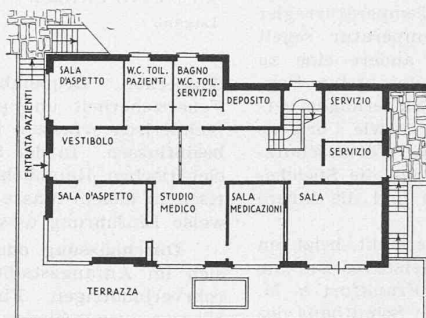 SALA
D'ASPETTO
W.C. TOIL.
PAZIENTI
BAGNO
W.C. TOIL.
SERVIZIO
DEPOSITO
SERVIZIO
SERVIZIO
ENTRATA PAZIENTI
VESTIBOLO
SALA D'ASPETTO
STUDIO
MEDICO
SALA
MEDICAZIONI
SALA
TERRAZZA